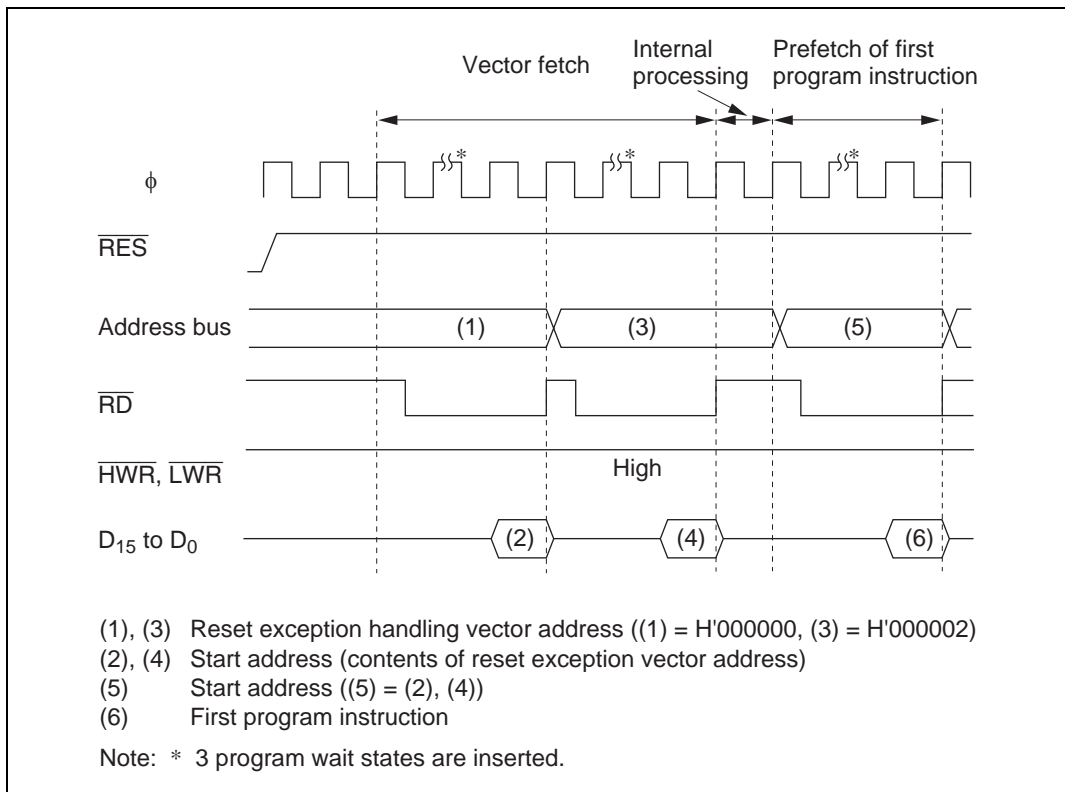 Vector fetch
Internal
processing
Prefetch of first
program instruction
*
*
*
ϕ
RES
Address bus
(1)
(3)
(5)
RD
HWR, LWR
High
D15 to D0
(2)
(4)
(6)
(1), (3) Reset exception handling vector address ((1) = H'000000, (3) = H'000002)
(2), (4) Start address (contents of reset exception vector address)
(5) Start address ((5) = (2), (4))
(6) First program instruction
Note: * 3 program wait states are inserted.